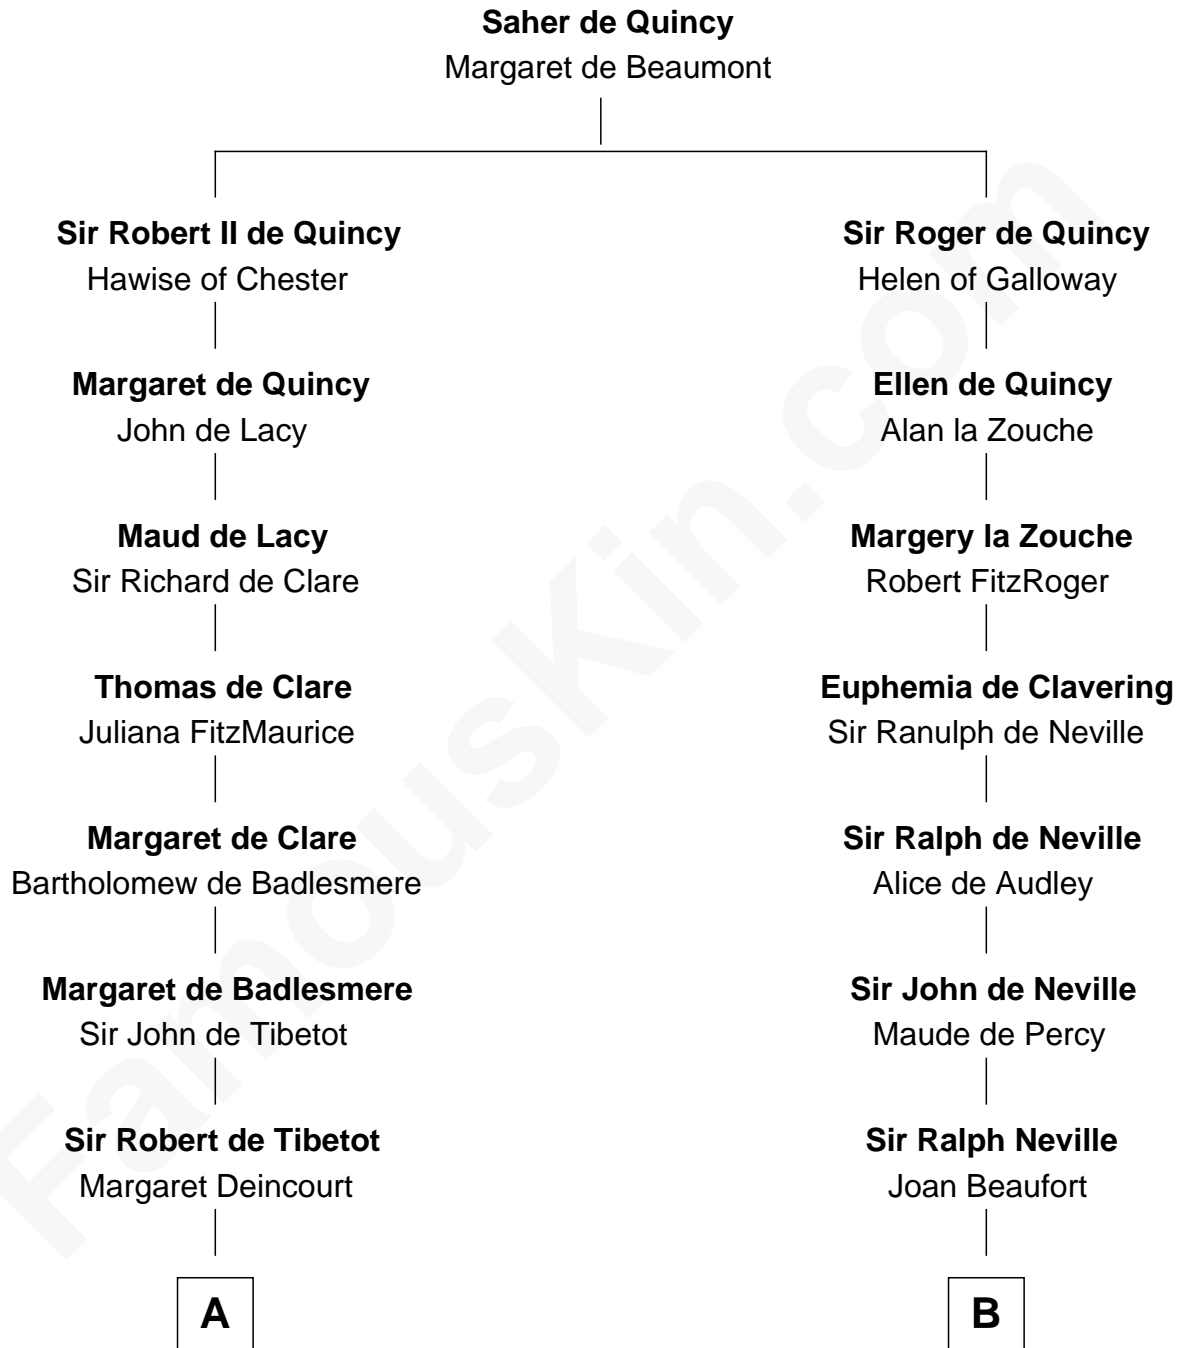 Saher de Quincy
Margaret de Beaumont
Sir Robert II de Quincy
Hawise of Chester
Sir Roger de Quincy
Helen of Galloway
Margaret de Quincy
John de Lacy
Ellen de Quincy
Alan la Zouche
Maud de Lacy
Sir Richard de Clare
Margery la Zouche
Robert FitzRoger
Thomas de Clare
Juliana FitzMaurice
Euphemia de Clavering
Sir Ranulph de Neville
Margaret de Clare
Bartholomew de Badlesmere
Sir Ralph de Neville
Alice de Audley
Margaret de Badlesmere
Sir John de Tibetot
Sir John de Neville
Maude de Percy
Sir Robert de Tibetot
Margaret Deincourt
Sir Ralph Neville
Joan Beaufort
A
B
FamousKin.com